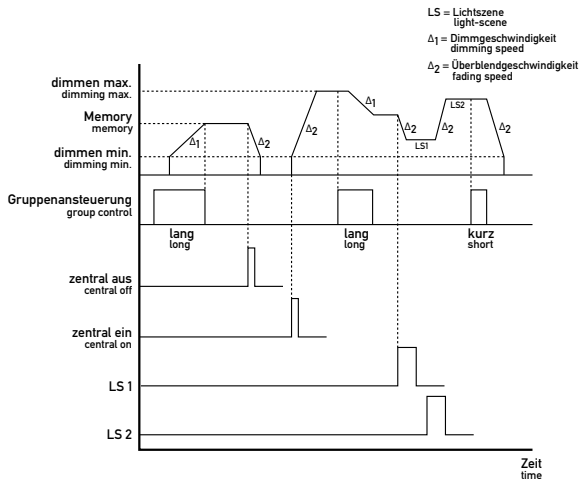 LS = Lichtszene
light-scene
Δ1 = Dimmgeschwindigkeit
dimming speed
Δ2 = Überblendgeschwindigkeit
fading speed
dimmen max.
dimming max.
Memory
memory
dimmen min.
dimming min.
Δ1
Δ2
Δ2
Δ1
Δ2
LS1
Δ2
LS2
Δ2
Gruppenansteuerung
group control
lang
long
lang
long
kurz
short
zentral aus
central off
zentral ein
central on
LS 1
LS 2
Zeit
time